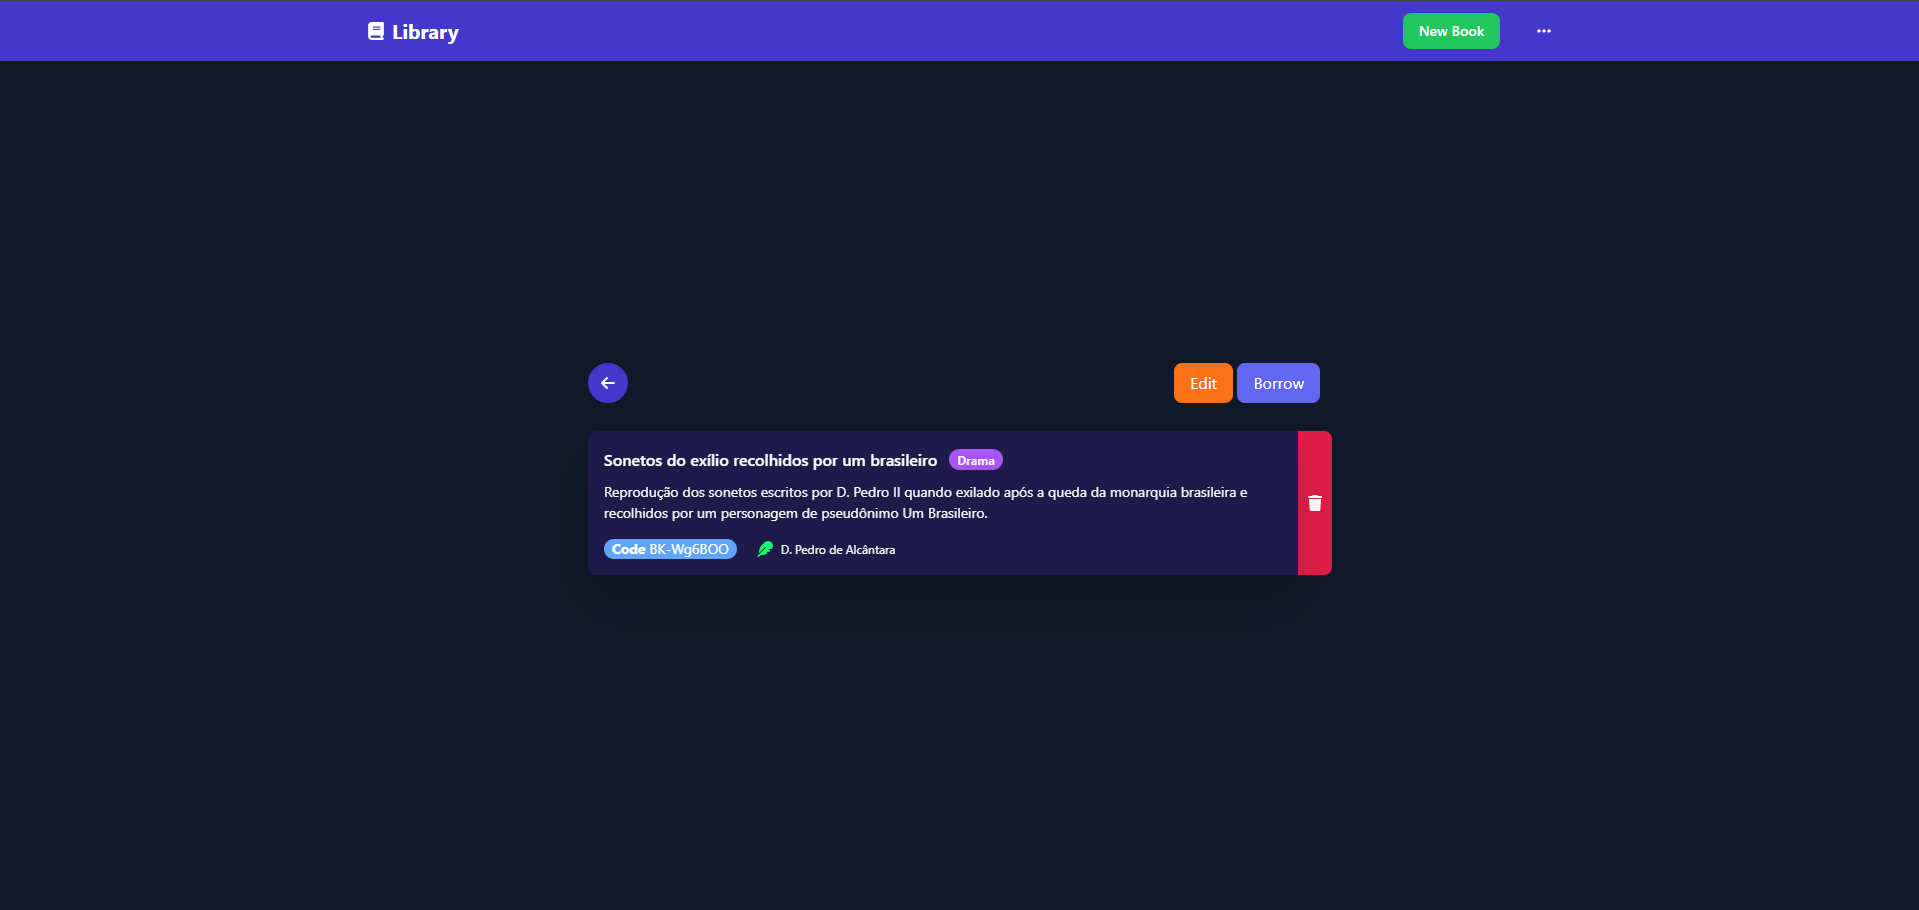 Library
New Book
Edit
Borrow
Sonetos do exílio recolhidos por um brasileiro Drama
Reprodução dos sonetos escritos por D. Pedro II quando exilado após a queda da monarquia brasileira e
recolhidos por um personagem de pseudônimo Um Brasileiro.
Code BK-Wg6BOO D. Pedro de Alcântara